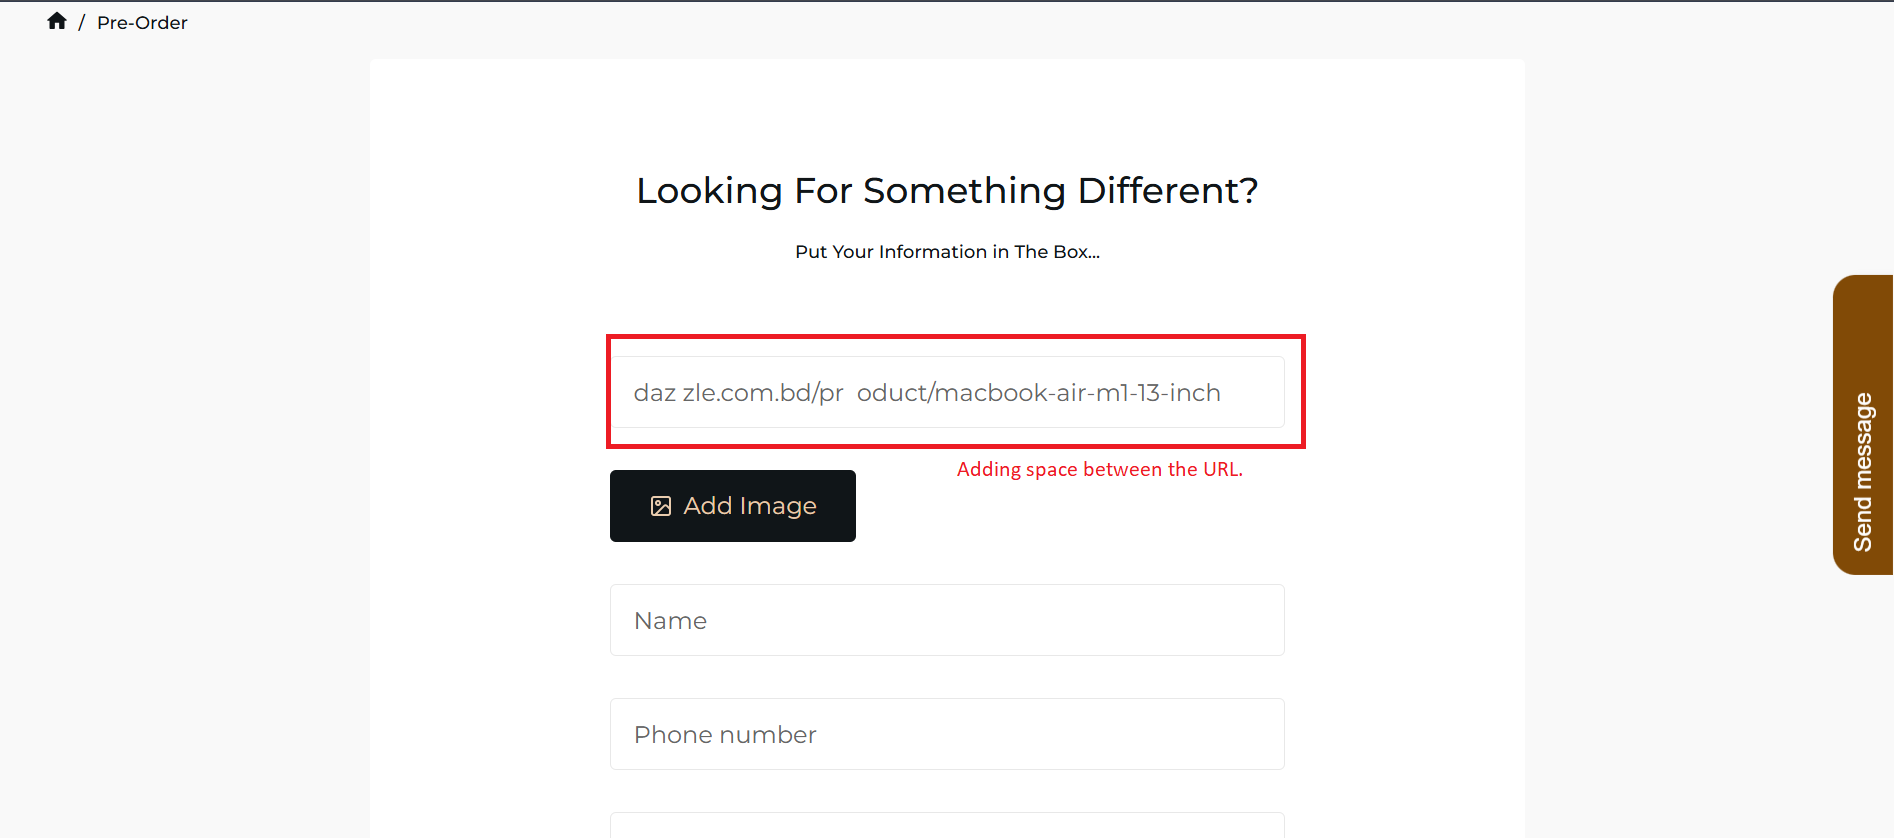 / Pre-Order
Looking For Something Different?
Put Your Information in The Box...
daz zle.com.bd/pr  oduct/macbook-air-m1-13-inch
Adding space between the URL.
Add Image
Name
Phone number
Send message